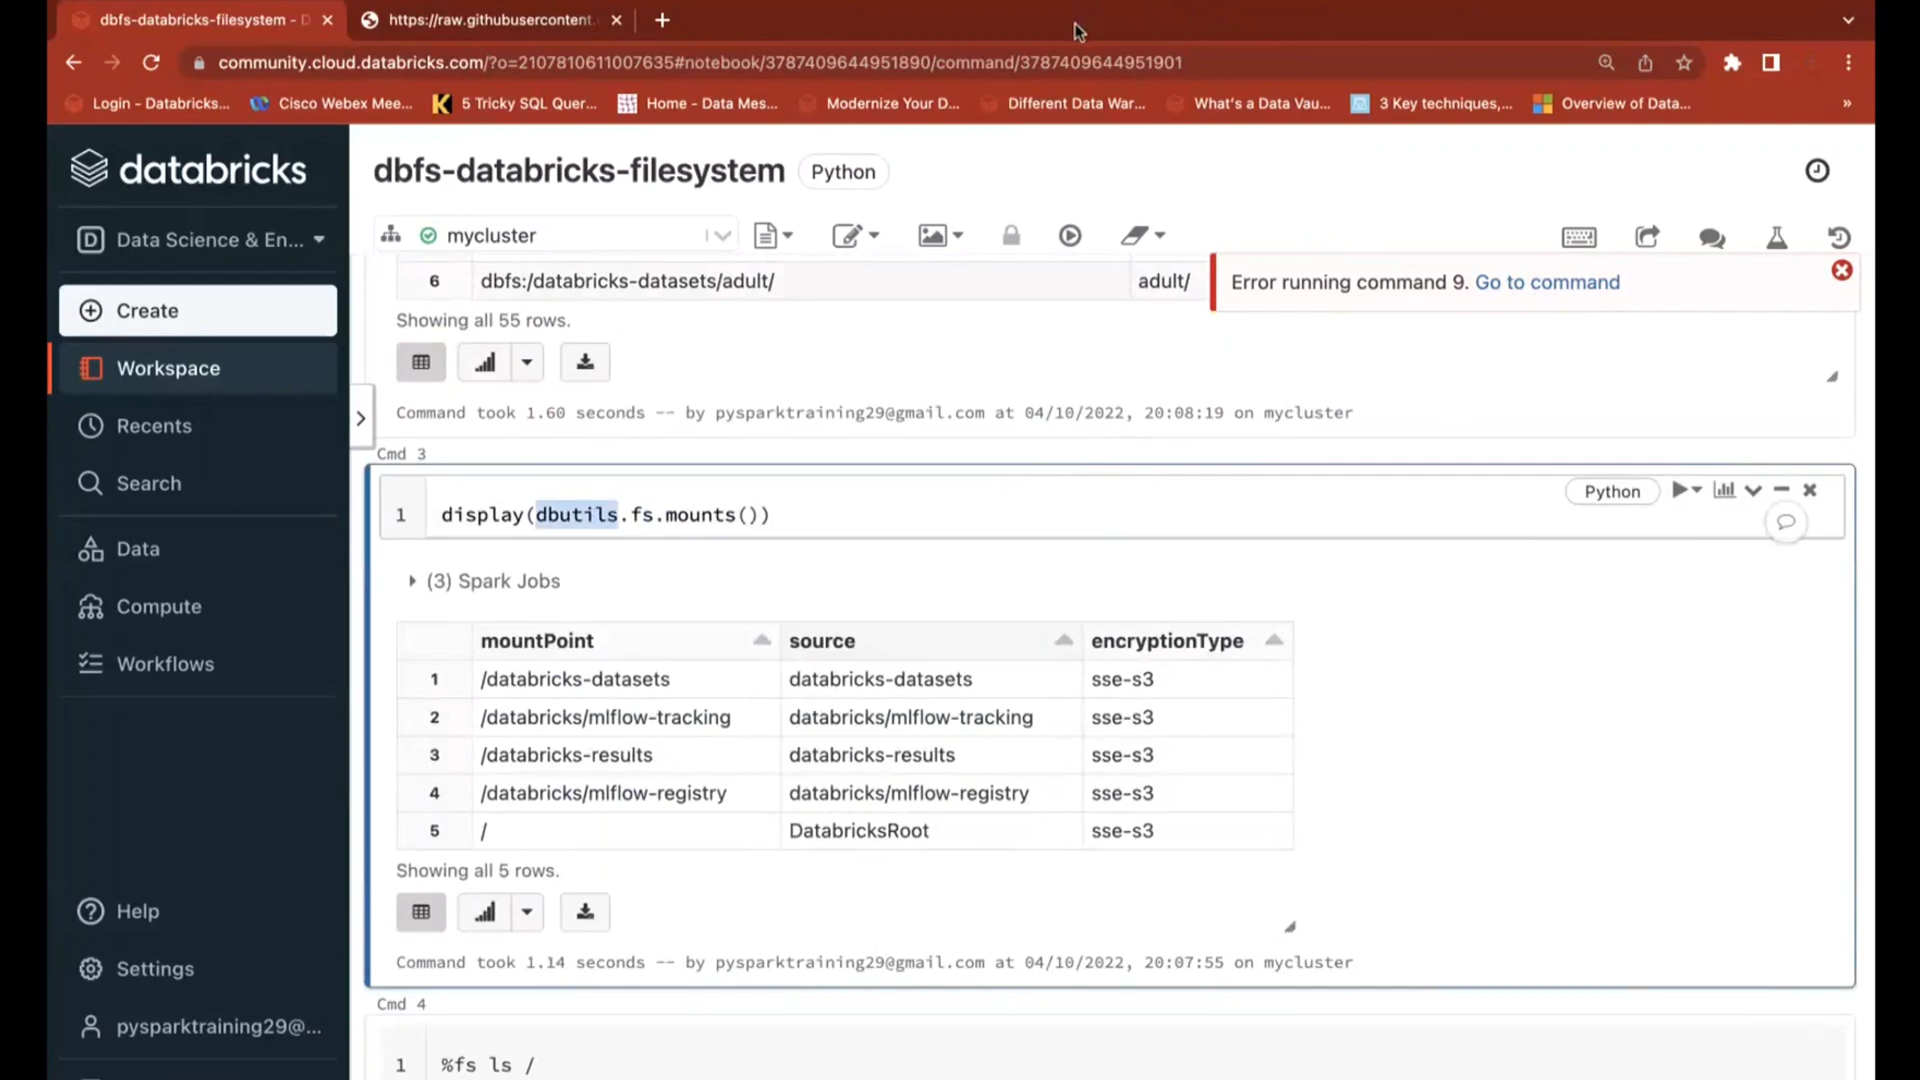 dbfs-databricks-filesystem - D
https://raw.githubusercontent.
community.cloud.databricks.com/?o=2107810611007635#notebook/3787409644951890/command/3787409644951901
Login - Databricks...
Cisco Webex Mee...
5 Tricky SQL Quer...
Home - Data Mes...
Modernize Your D...
Different Data War...
What's a Data Vau...
3 Key techniques,...
Overview of Data...
»
databricks
D Data Science & En...
Create
Workspace
Recents
Search
Data
Compute
Workflows
Help
Settings
pysparktraining29@...
dbfs-databricks-filesystem Python
mycluster
6 dbfs:/databricks-datasets/adult/ adult/
Error running command 9. Go to command
Showing all 55 rows.
Command took 1.60 seconds -- by pysparktraining29@gmail.com at 04/10/2022, 20:08:19 on mycluster
Cmd 3
Python
1 display(dbutils.fs.mounts())
(3) Spark Jobs
mountPoint source encryptionType
1 /databricks-datasets databricks-datasets sse-s3
2 /databricks/mlflow-tracking databricks/mlflow-tracking sse-s3
3 /databricks-results databricks-results sse-s3
4 /databricks/mlflow-registry databricks/mlflow-registry sse-s3
5 / DatabricksRoot sse-s3
Showing all 5 rows.
Command took 1.14 seconds -- by pysparktraining29@gmail.com at 04/10/2022, 20:07:55 on mycluster
Cmd 4
1 %fs ls /